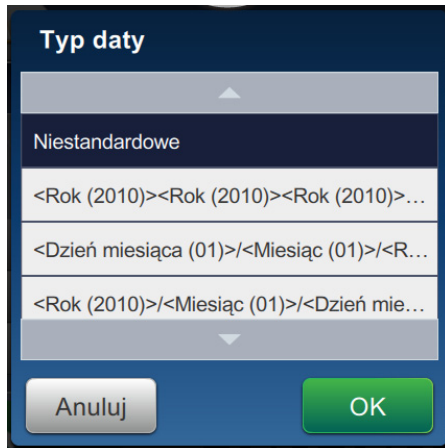 Typ daty
Niestandardowe
<Rok (2010)><Rok (2010)><Rok (2010)>...
<Dzień miesiąca (01)>/<Miesiąc (01)>/<R...
<Rok (2010)>/<Miesiąc (01)>/<Dzień mie...
Anuluj
OK